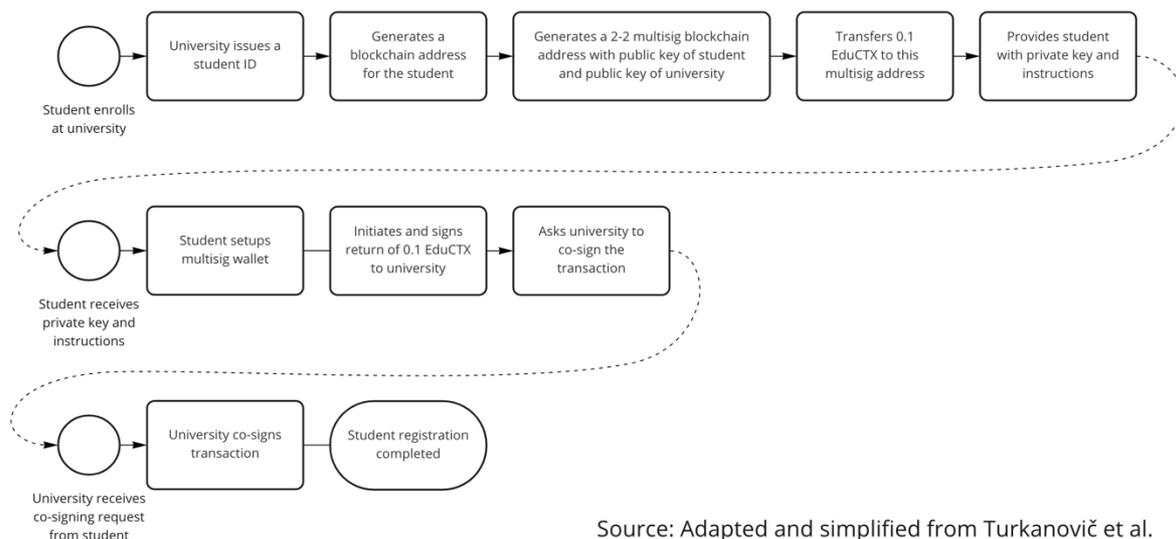 University issues a
student ID
Generates a
blockchain address
for the student
Generates a 2-2 multisig blockchain
address with public key of student
and public key of university
Transfers 0.1
EduCTX to this
multisig address
Provides student
with private key and
instructions
Student enrolls
at university
Student setups
multisig wallet
Initiates and signs
return of 0.1 EduCTX
to university
Asks university to
co-sign the
transaction
Student receives
private key and
instructions
University co-signs
transaction
Student registration
completed
University receives
co-signing request
from student
Source: Adapted and simplified from Turkanovič et al.